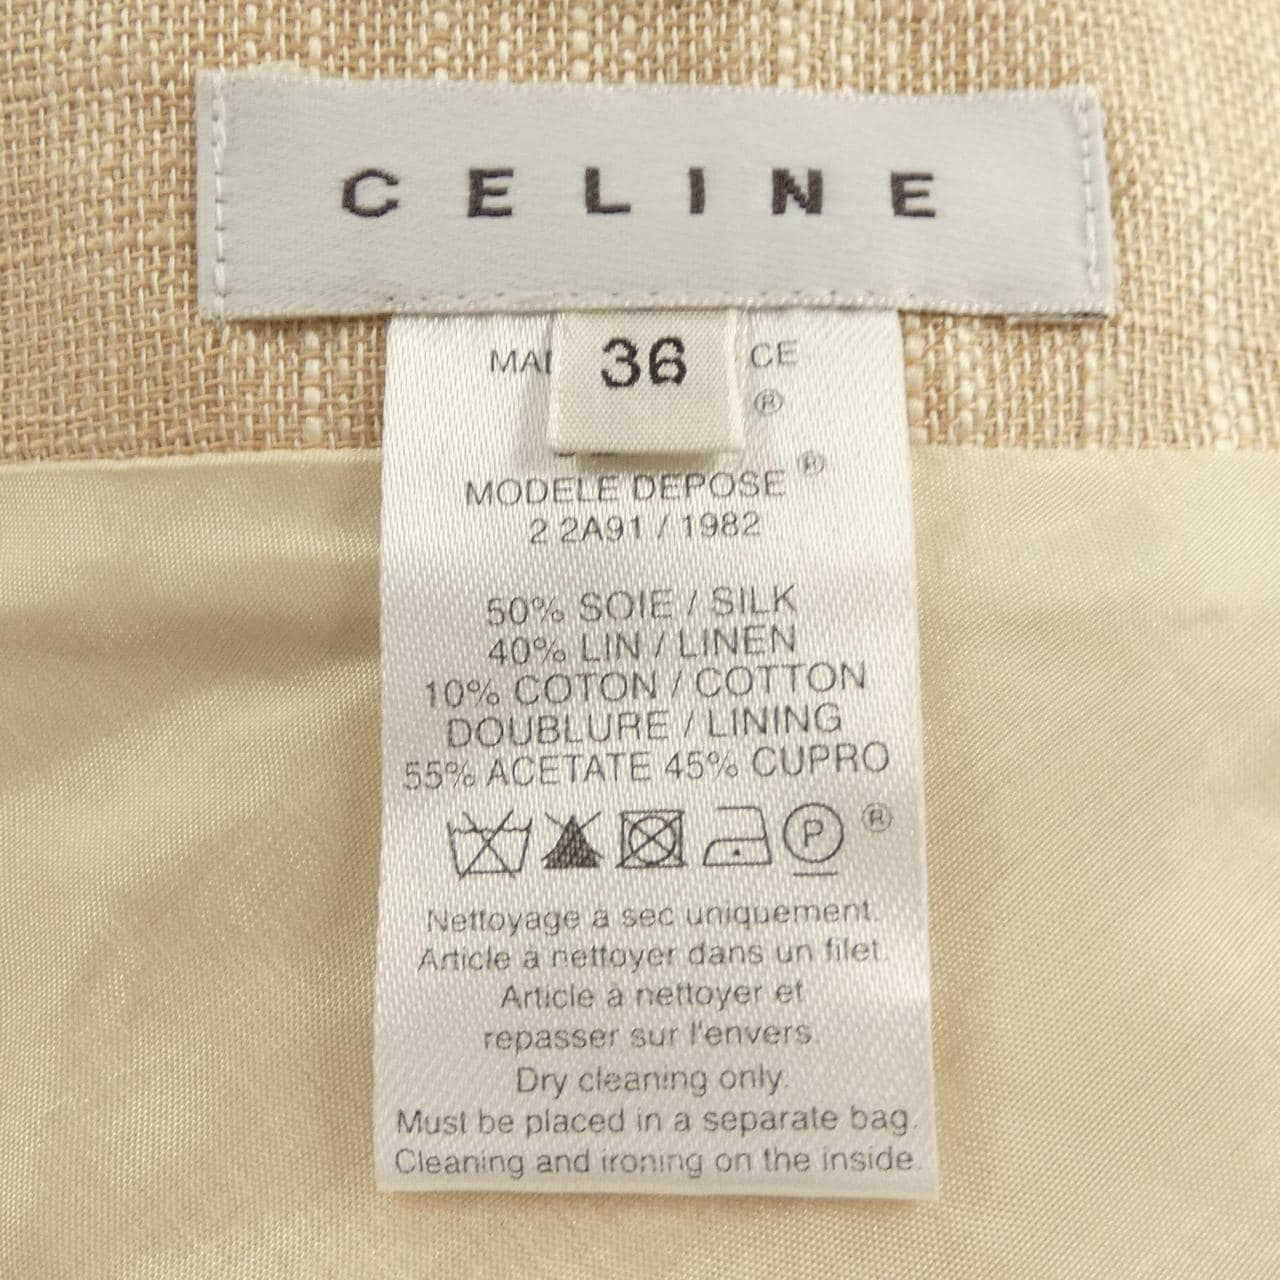 CELINE
36
CE
®
MODELE DEPOSE ®
2 2A91 / 1982
50% SOIE / SILK
40% LIN / LINEN
10% COTON / COTTON
DOUBLURE / LINING
55% ACETATE 45% CUPRO
P ®
Nettoyage à sec uniquement.
Article à nettoyer dans un filet.
Article à nettoyer et
repasser sur l'envers.
Dry cleaning only.
Must be placed in a separate bag.
Cleaning and ironing on the inside.